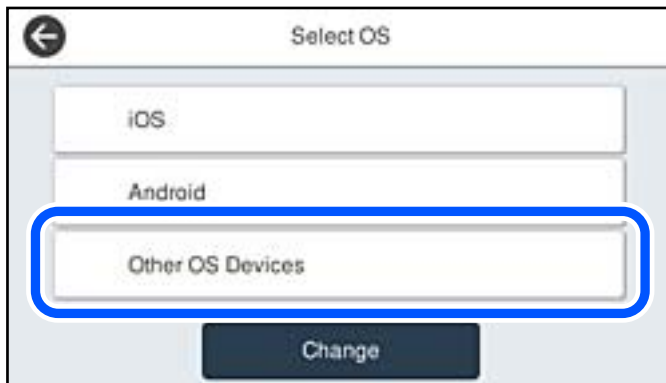 Select OS
iOS
Android
Other OS Devices
Change